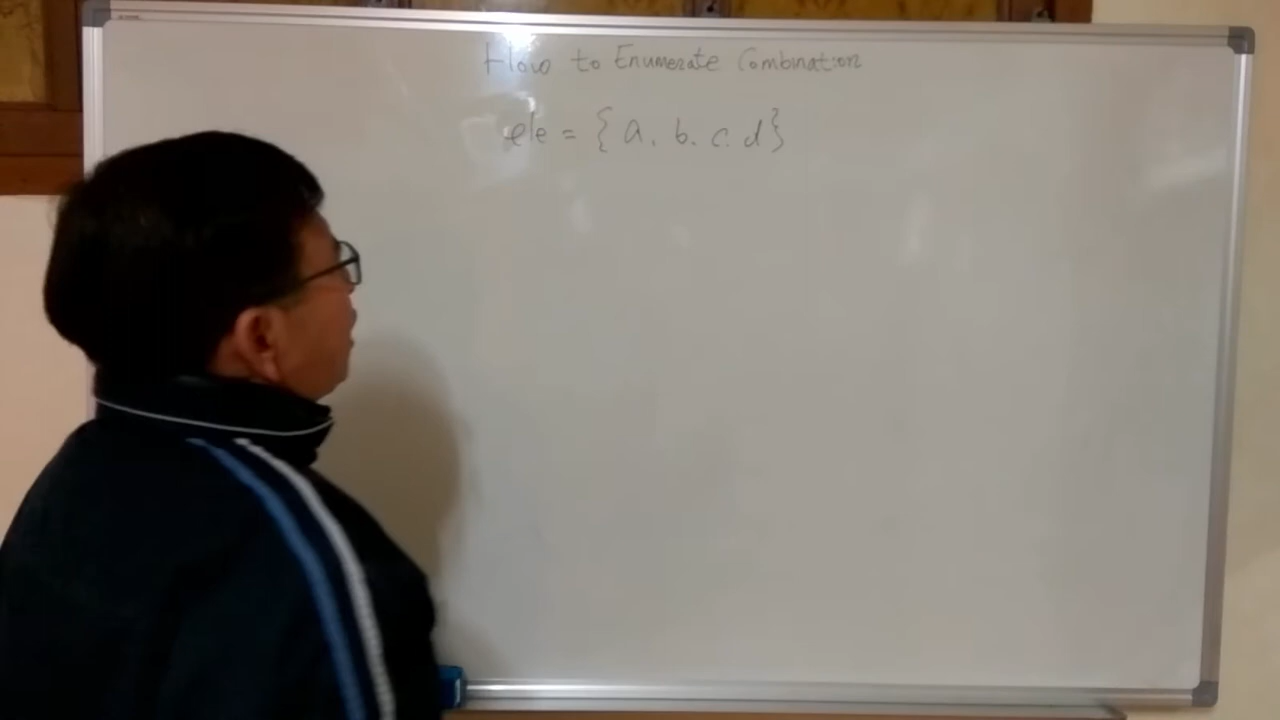 How to Enumerate Combination
ele = { a, b. c. d }